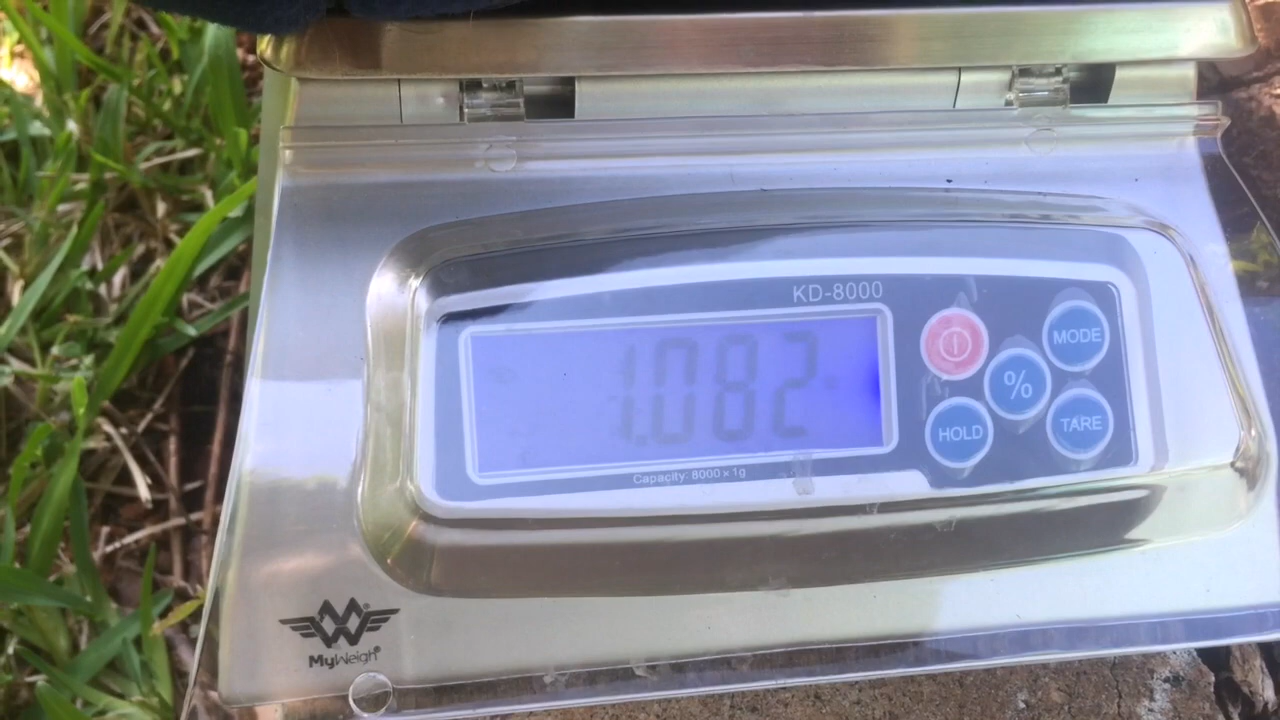 KD-8000
1.082
MODE
%
HOLD
TARE
Capacity: 8000 x 1g
MyWeigh®